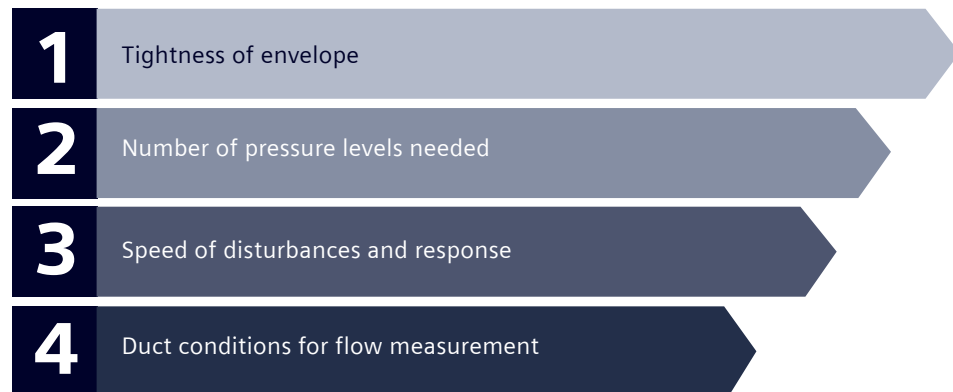 1 Tightness of envelope
2 Number of pressure levels needed
3 Speed of disturbances and response
4 Duct conditions for flow measurement